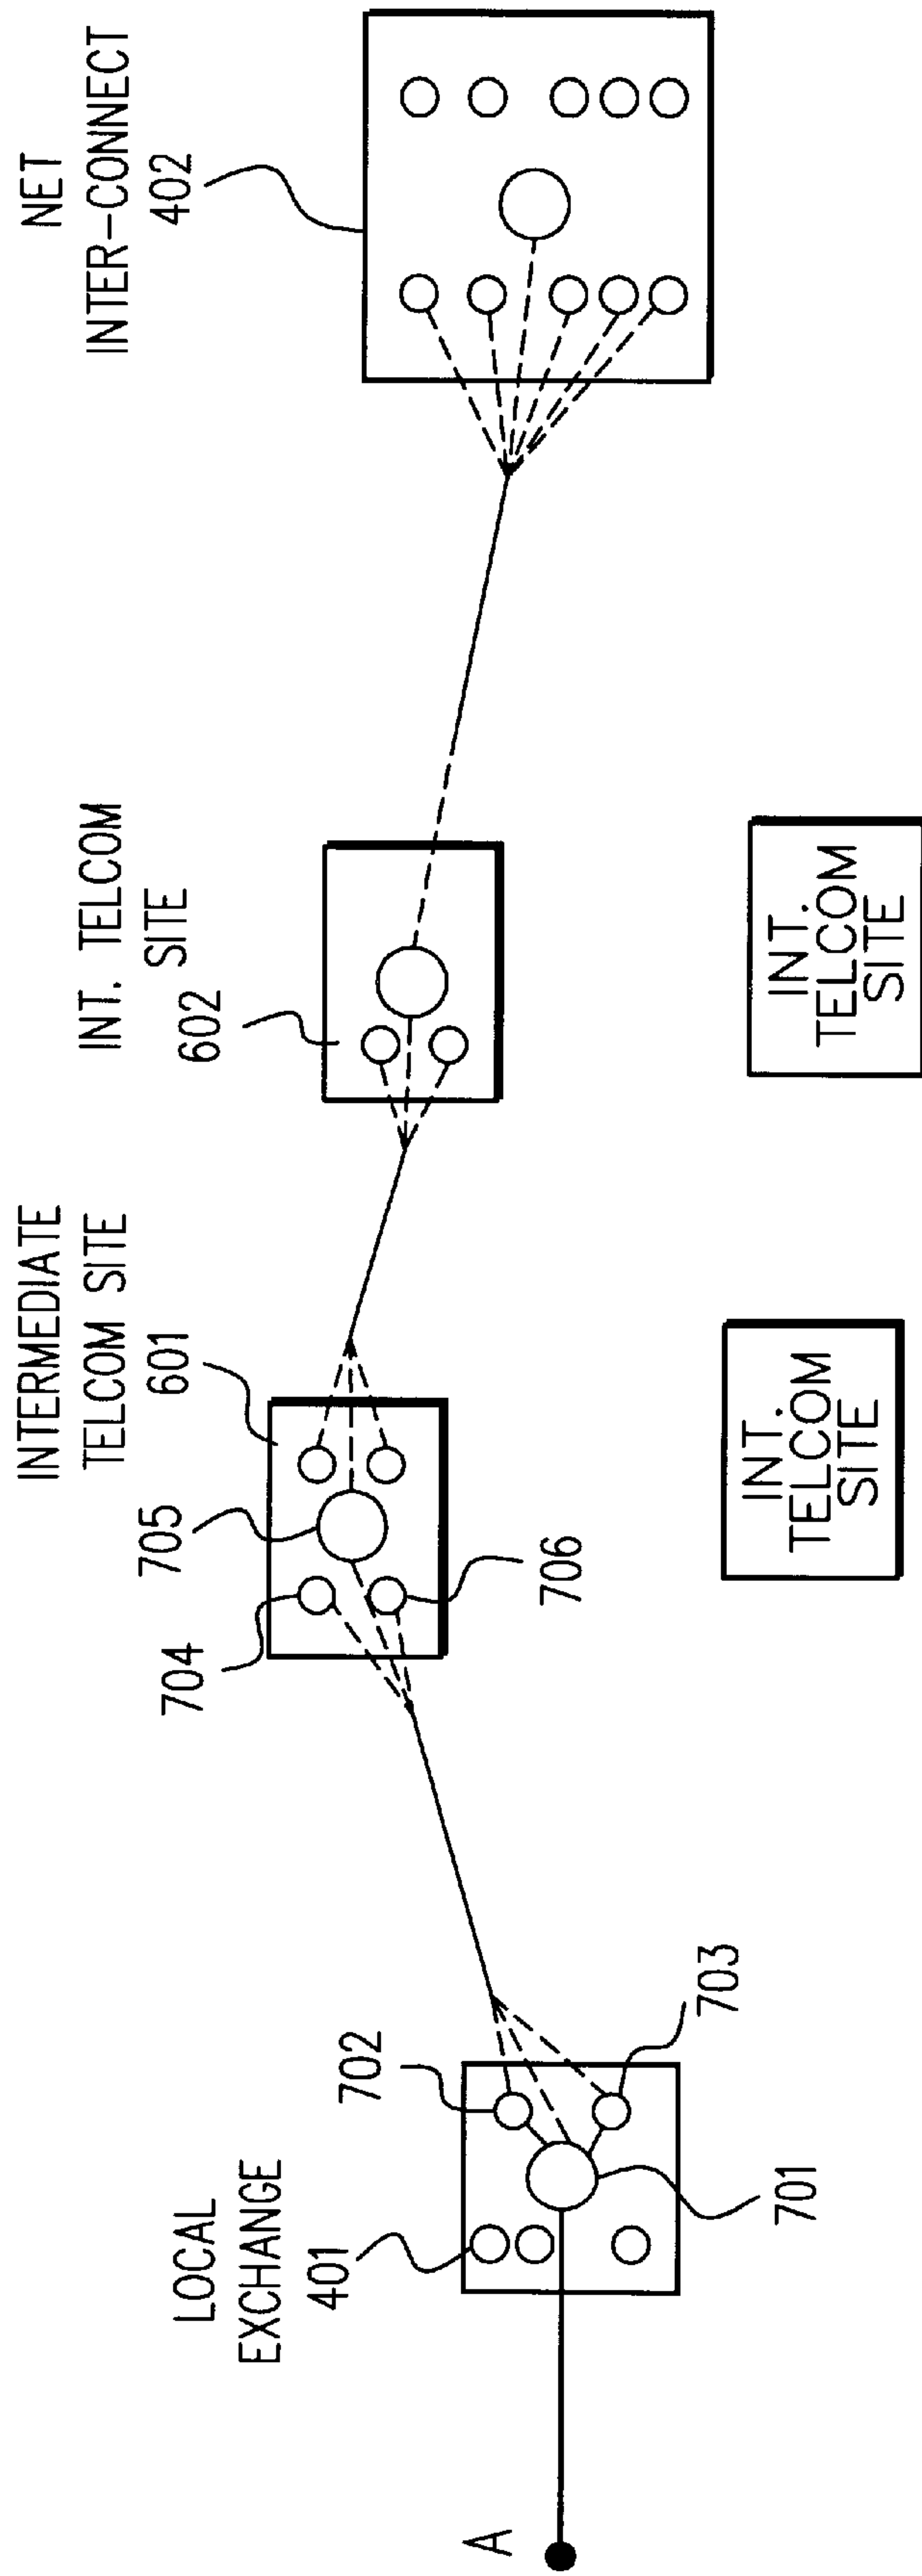 A
LOCAL
EXCHANGE
401
702
703
701
INTERMEDIATE
TELCOM SITE
601
705
704
706
INT. TELCOM
SITE
602
NET
INTER-CONNECT
402
INT.
TELCOM
SITE
INT.
TELCOM
SITE